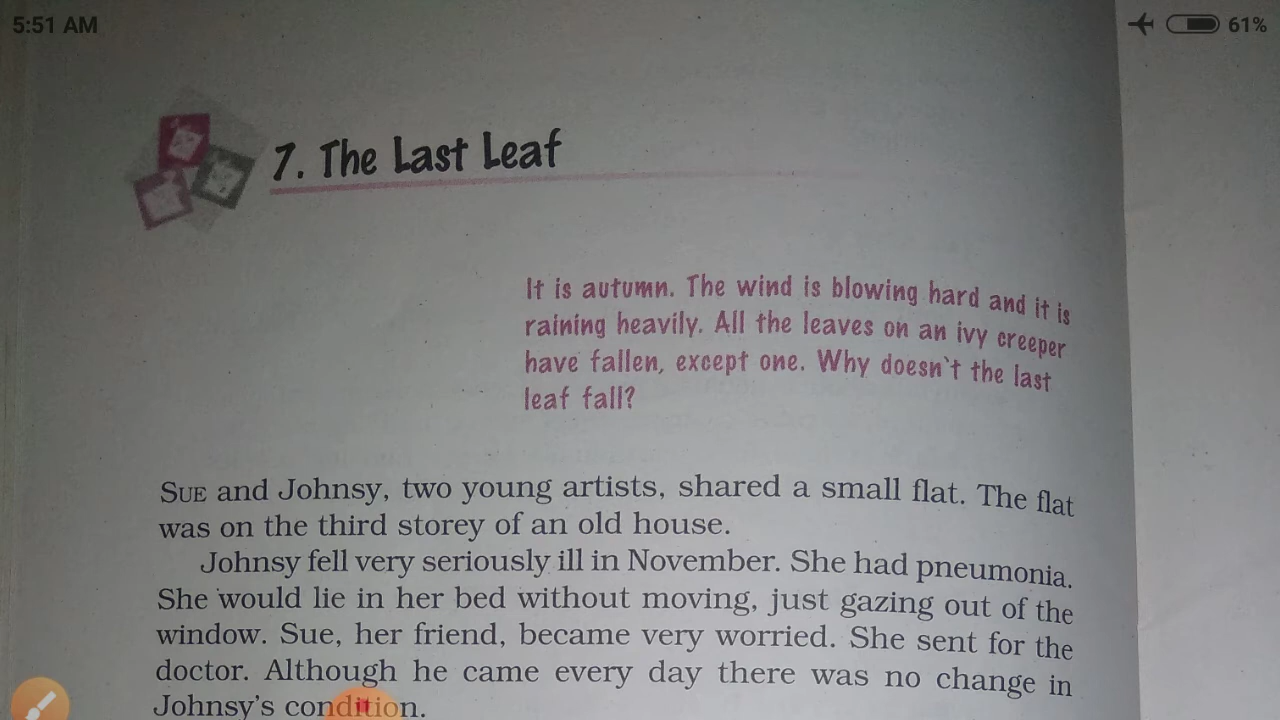 5:51 AM
61%
7. The Last Leaf
It is autumn. The wind is blowing hard and it is
raining heavily. All the leaves on an ivy creeper
have fallen, except one. Why doesn't the last
leaf fall?
SUE and Johnsy, two young artists, shared a small flat. The flat
was on the third storey of an old house.
Johnsy fell very seriously ill in November. She had pneumonia.
She would lie in her bed without moving, just gazing out of the
window. Sue, her friend, became very worried. She sent for the
doctor. Although he came every day there was no change in
Johnsy's condition.